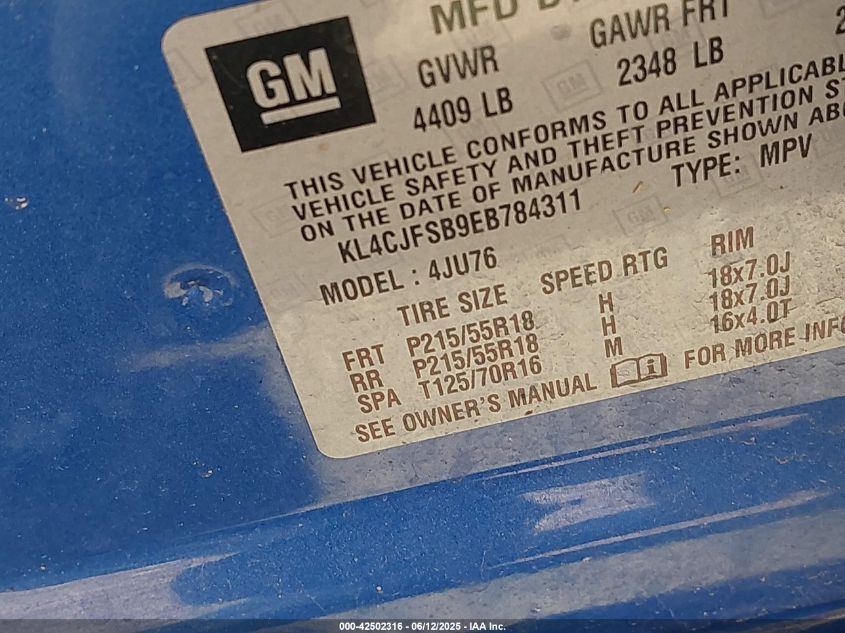 GM
MFD
GVWR GAWR FRT
4409 LB 2348 LB
THIS VEHICLE CONFORMS TO ALL
VEHICLE SAFETY AND THEFT PREVENTION
ON THE DATE OF MANUFACTURE SHOWN
KL4CJFSB9EB784311 TYPE: MPV
MODEL : 4JU76
TIRE SIZE SPEED RTG RIM
FRT P215/55R18 H 18x7.0J
RR P215/55R18 H 18x7.0J
SPA T125/70R16 M 16x4.0T
SEE OWNER'S MANUAL FOR MORE
000-42502316 - 06/12/2025 - IAA Inc.